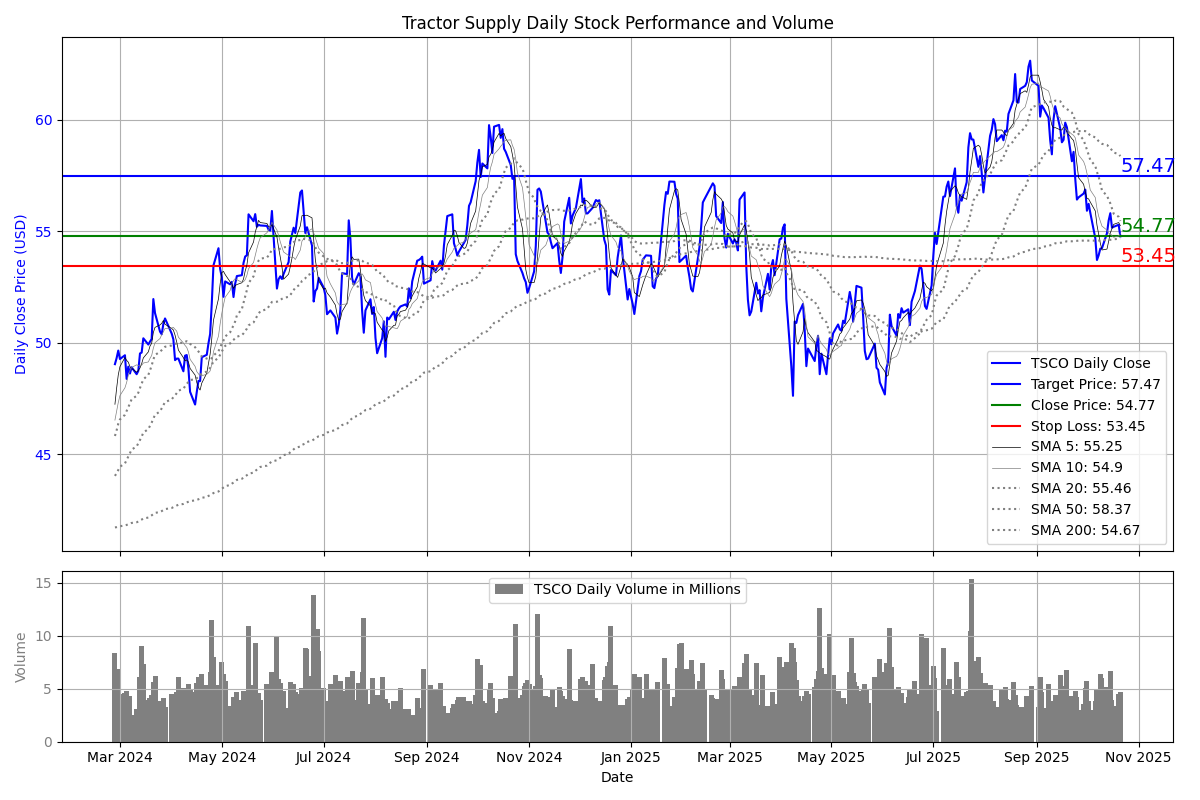 Tractor Supply Daily Stock Performance and Volume
Daily Close Price (USD)
60
55
50
45
57.47
54.77
53.45
TSCO Daily Close
Target Price: 57.47
Close Price: 54.77
Stop Loss: 53.45
SMA 5: 55.25
SMA 10: 54.9
SMA 20: 55.46
SMA 50: 58.37
SMA 200: 54.67
Volume
15
10
5
0
TSCO Daily Volume in Millions
Mar 2024 May 2024 Jul 2024 Sep 2024 Nov 2024 Jan 2025 Mar 2025 May 2025 Jul 2025 Sep 2025 Nov 2025
Date